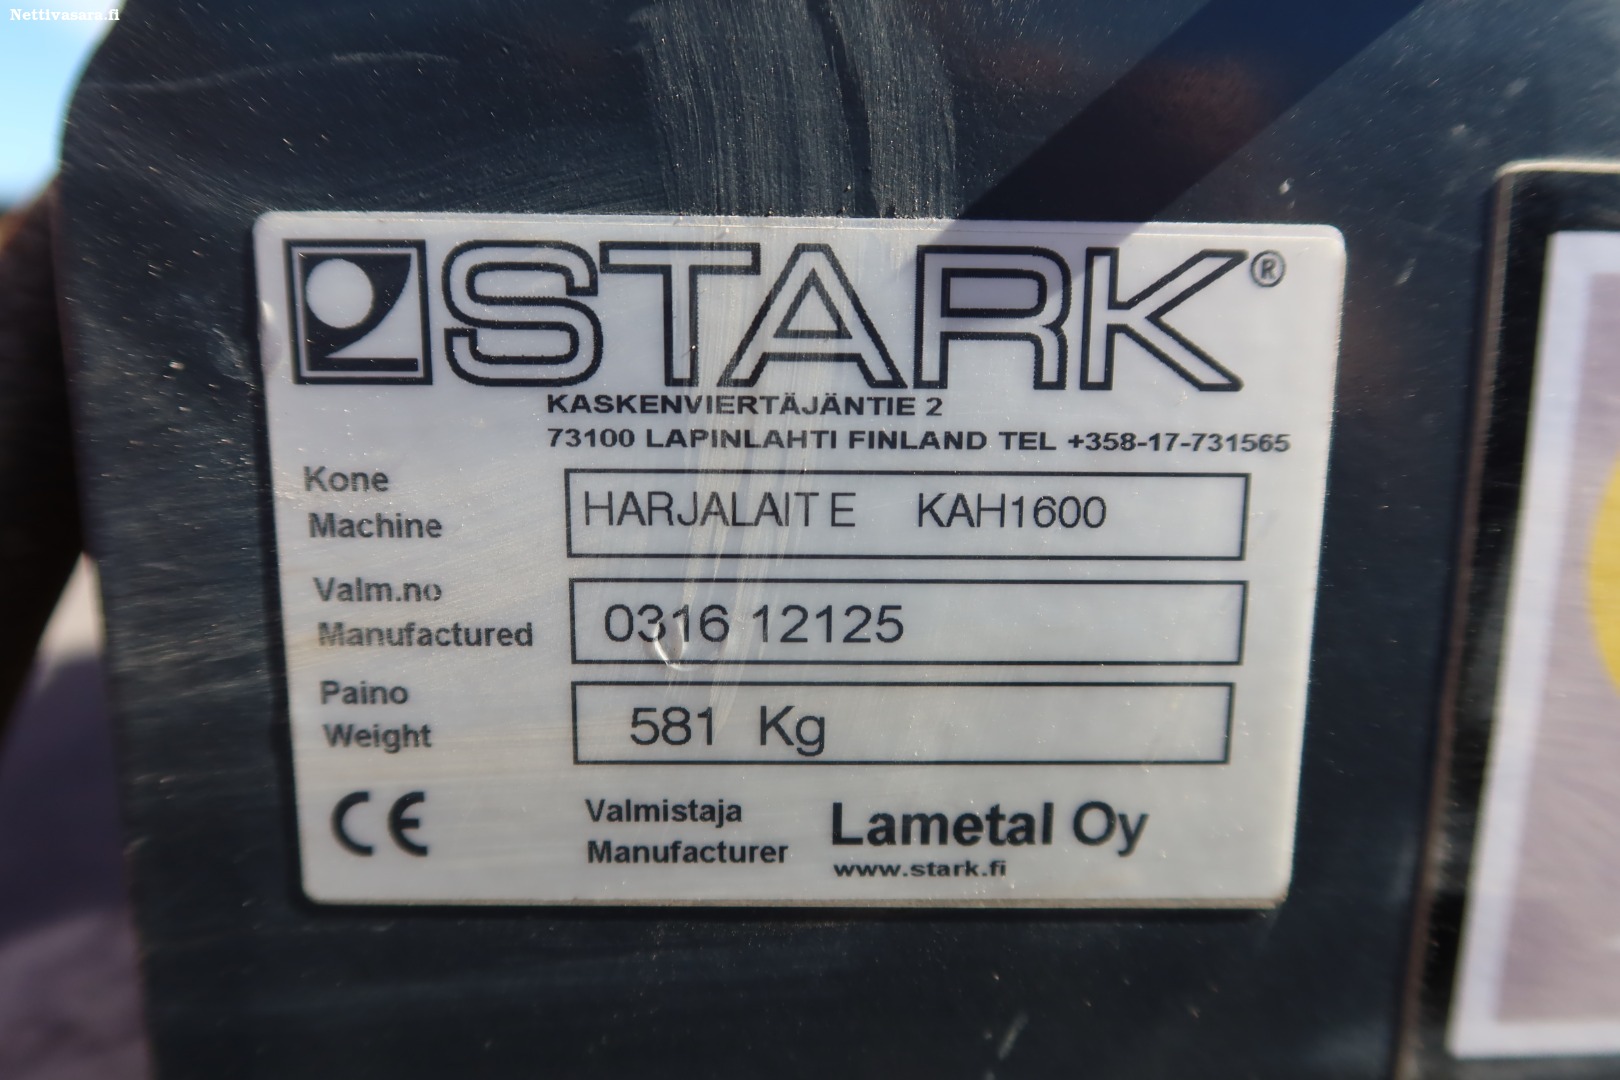 Nettivasara.fi
STARK®
KASKENVIERTÄJÄNTIE 2
73100 LAPINLAHTI FINLAND TEL +358-17-731565
Kone
Machine
HARJALAITE KAH1600
Valm.no
Manufactured
0316 12125
Paino
Weight
581 Kg
CE
Valmistaja
Manufacturer
Lametal Oy
www.stark.fi